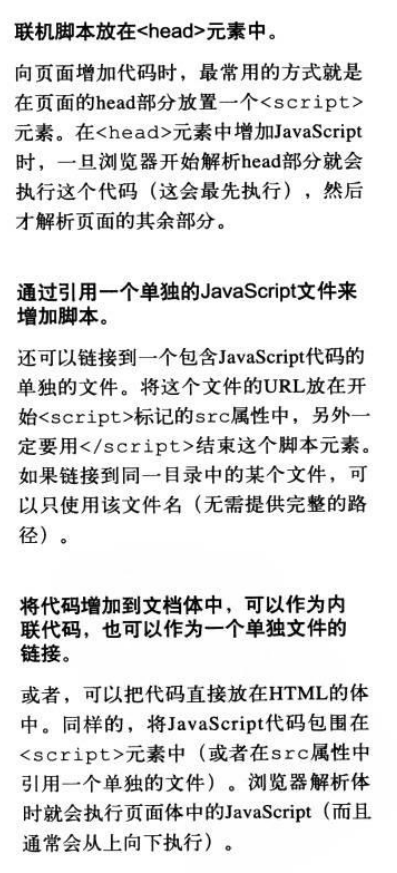 联机脚本放在<head>元素中。
向页面增加代码时，最常用的方式就是
在页面的head部分放置一个<script>
元素。在<head>元素中增加JavaScript
时，一旦浏览器开始解析head部分就会
执行这个代码（这会最先执行），然后
才解析页面的其余部分。
通过引用一个单独的JavaScript文件来
增加脚本。
还可以链接到一个包含JavaScript代码的
单独的文件。将这个文件的URL放在开
始<script>标记的src属性中，另外一
定要用</script>结束这个脚本元素。
如果链接到同一目录中的某个文件，可
以只使用该文件名（无需提供完整的路
径）。
将代码增加到文档体中，可以作为内
联代码，也可以作为一个单独文件的
链接。
或者，可以把代码直接放在HTML的体
中。同样的，将JavaScript代码包围在
<script>元素中（或者在src属性中
引用一个单独的文件）。浏览器解析体
时就会执行页面体中的JavaScript（而且
通常会从上向下执行）。